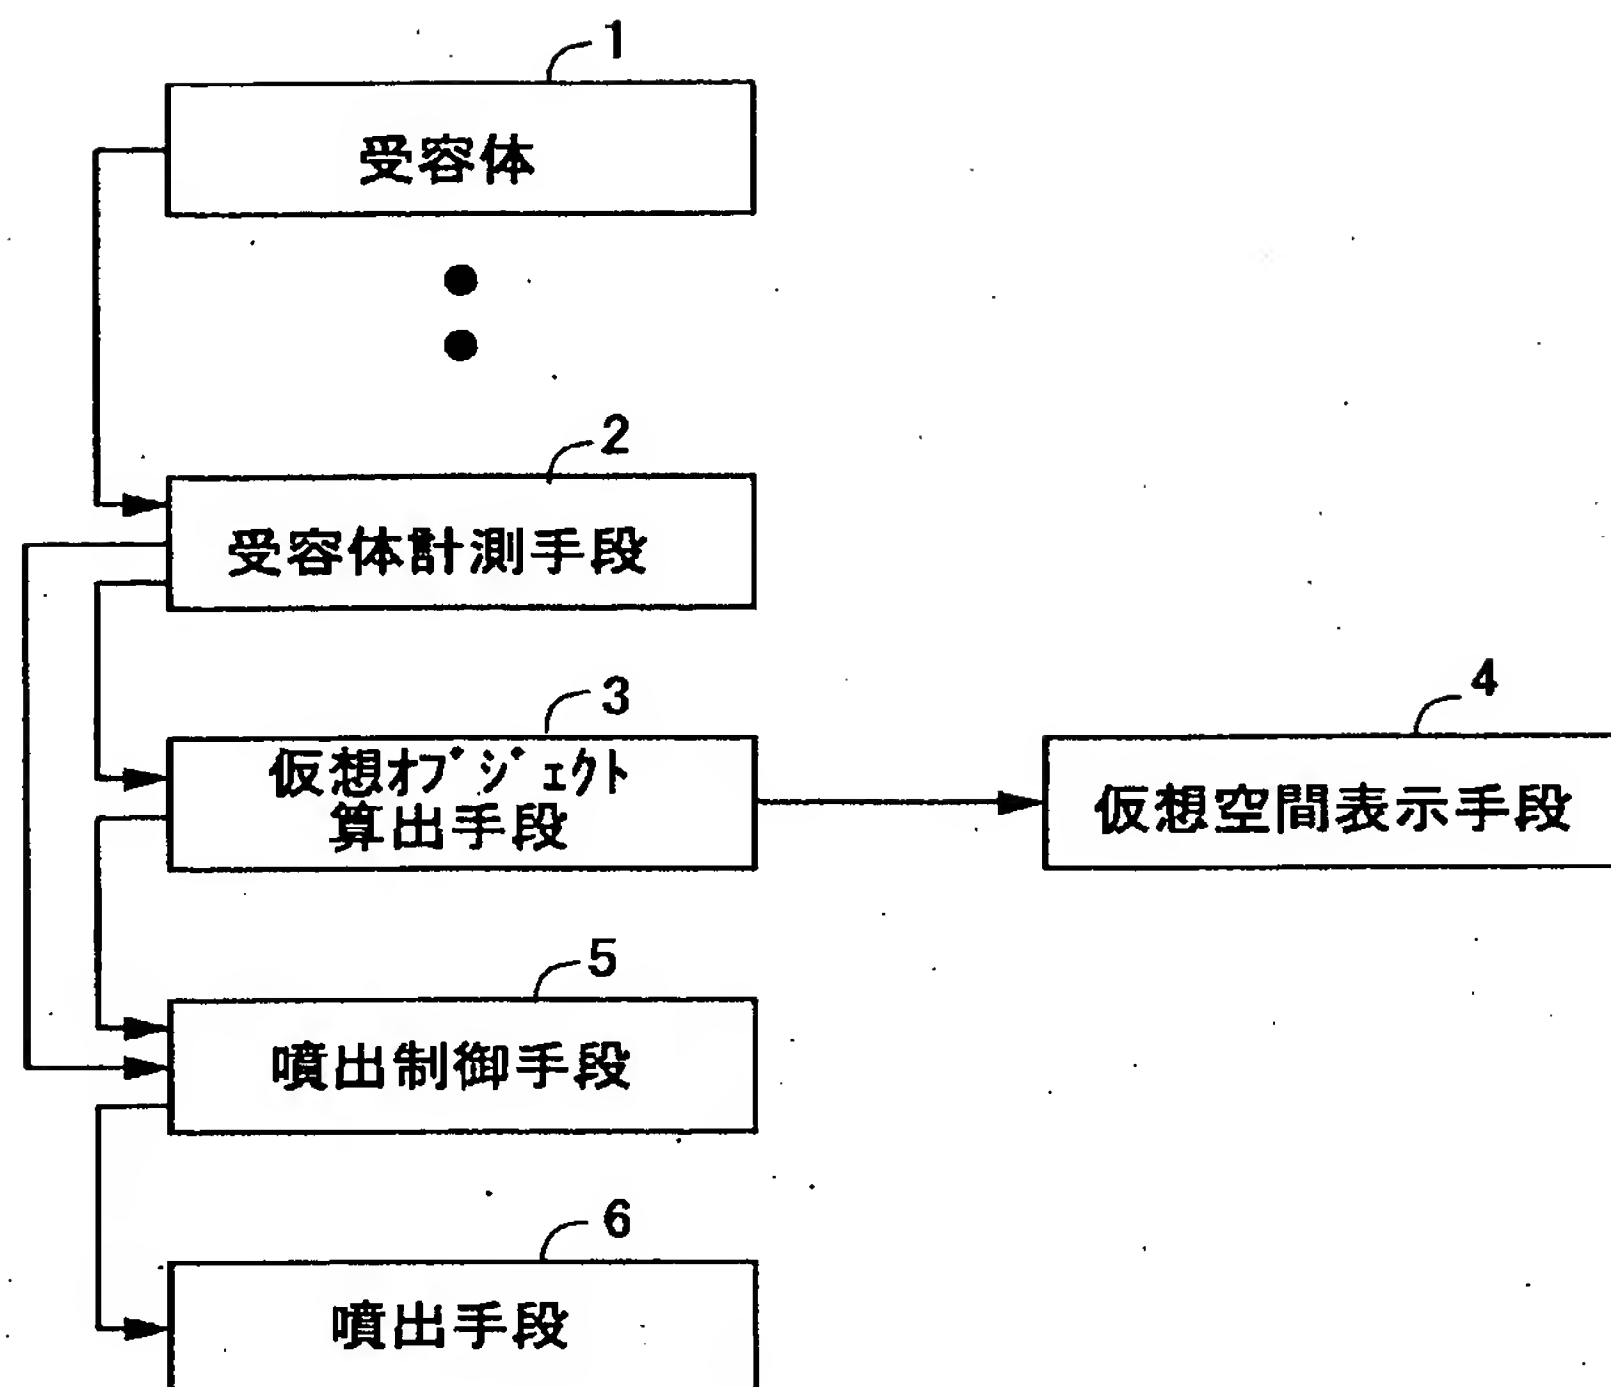 1
受容体
2
受容体計測手段
3
仮想ｵﾌﾞｼﾞｪｸﾄ
算出手段
4
仮想空間表示手段
5
噴出制御手段
6
噴出手段